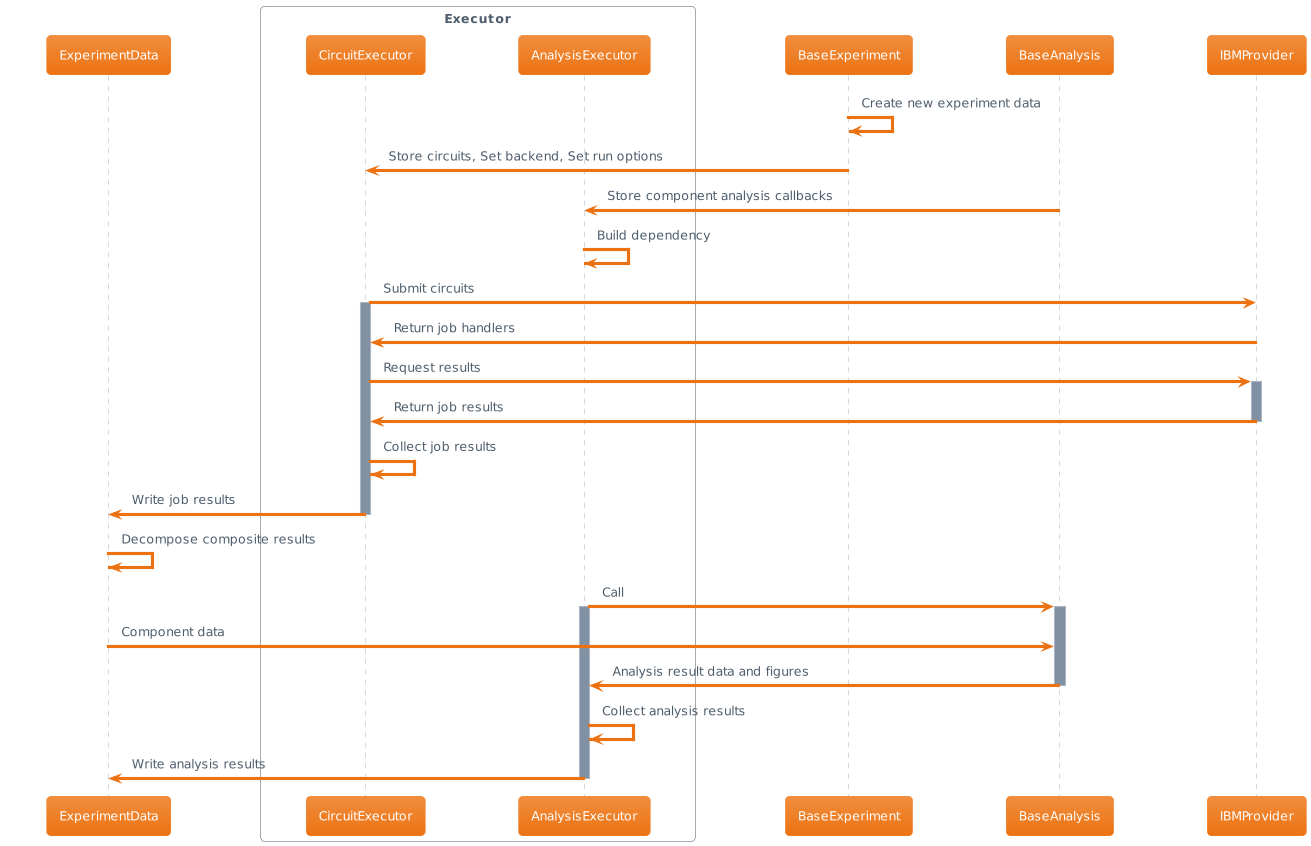 Executor
ExperimentData
CircuitExecutor
AnalysisExecutor
BaseExperiment
BaseAnalysis
IBMProvider
Create new experiment data
Store circuits, Set backend, Set run options
Store component analysis callbacks
Build dependency
Submit circuits
Return job handlers
Request results
Return job results
Collect job results
Write job results
Decompose composite results
Call
Component data
Analysis result data and figures
Collect analysis results
Write analysis results
ExperimentData
CircuitExecutor
AnalysisExecutor
BaseExperiment
BaseAnalysis
IBMProvider